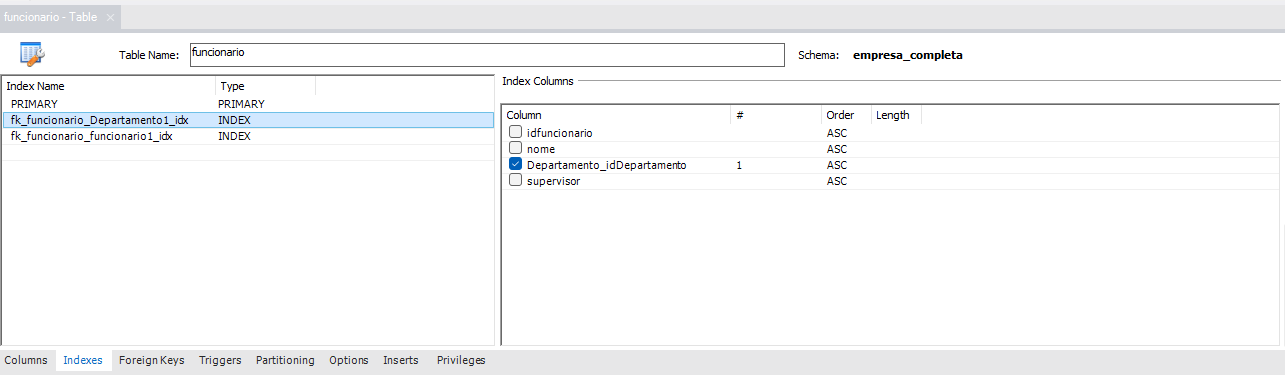 funcionario - Table ×
Table Name: funcionario Schema: empresa_completa
Index Name Type
PRIMARY PRIMARY
fk_funcionario_Departamento1_idx INDEX
fk_funcionario_funcionario1_idx INDEX
Index Columns
Column # Order Length
idfuncionario ASC
nome ASC
Departamento_idDepartamento 1 ASC
supervisor ASC
Columns Indexes Foreign Keys Triggers Partitioning Options Inserts Privileges